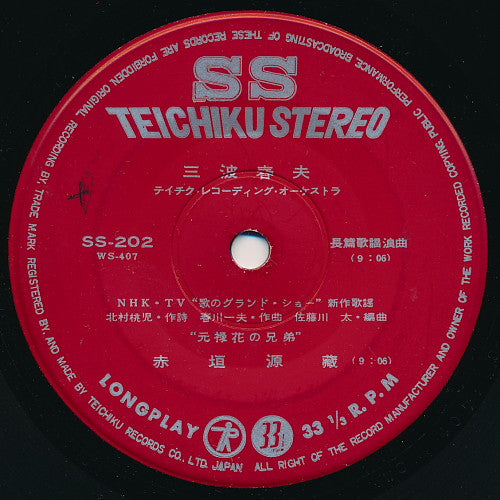 SS
TEICHIKU STEREO
三波春夫
テイチク・レコーディング・オーケストラ
SS-202
WS-407
長篇歌謡浪曲
(9:06)
NHK・TV "歌のグランド・ショー" 新作歌謡
北村桃児・作詩 春川一夫・作曲 佐藤川 太・編曲
"元禄花の兄弟"
赤垣源藏 (9:06)
LONGPLAY
33⅓
33 1/3 R.P.M
TRADE MARK REGISTERED BY AND MADE BY TEICHIKU RECORDS CO., LTD. JAPAN ALL RIGHT OF THE RECORD MANUFACTURER AND OWNER OF THE WORK RECORDED COPYING, PUBLIC PERFORMANCE, BROADCASTING OF THESE RECORDS ARE FORBIDDEN ORIGINAL RECORDING BY